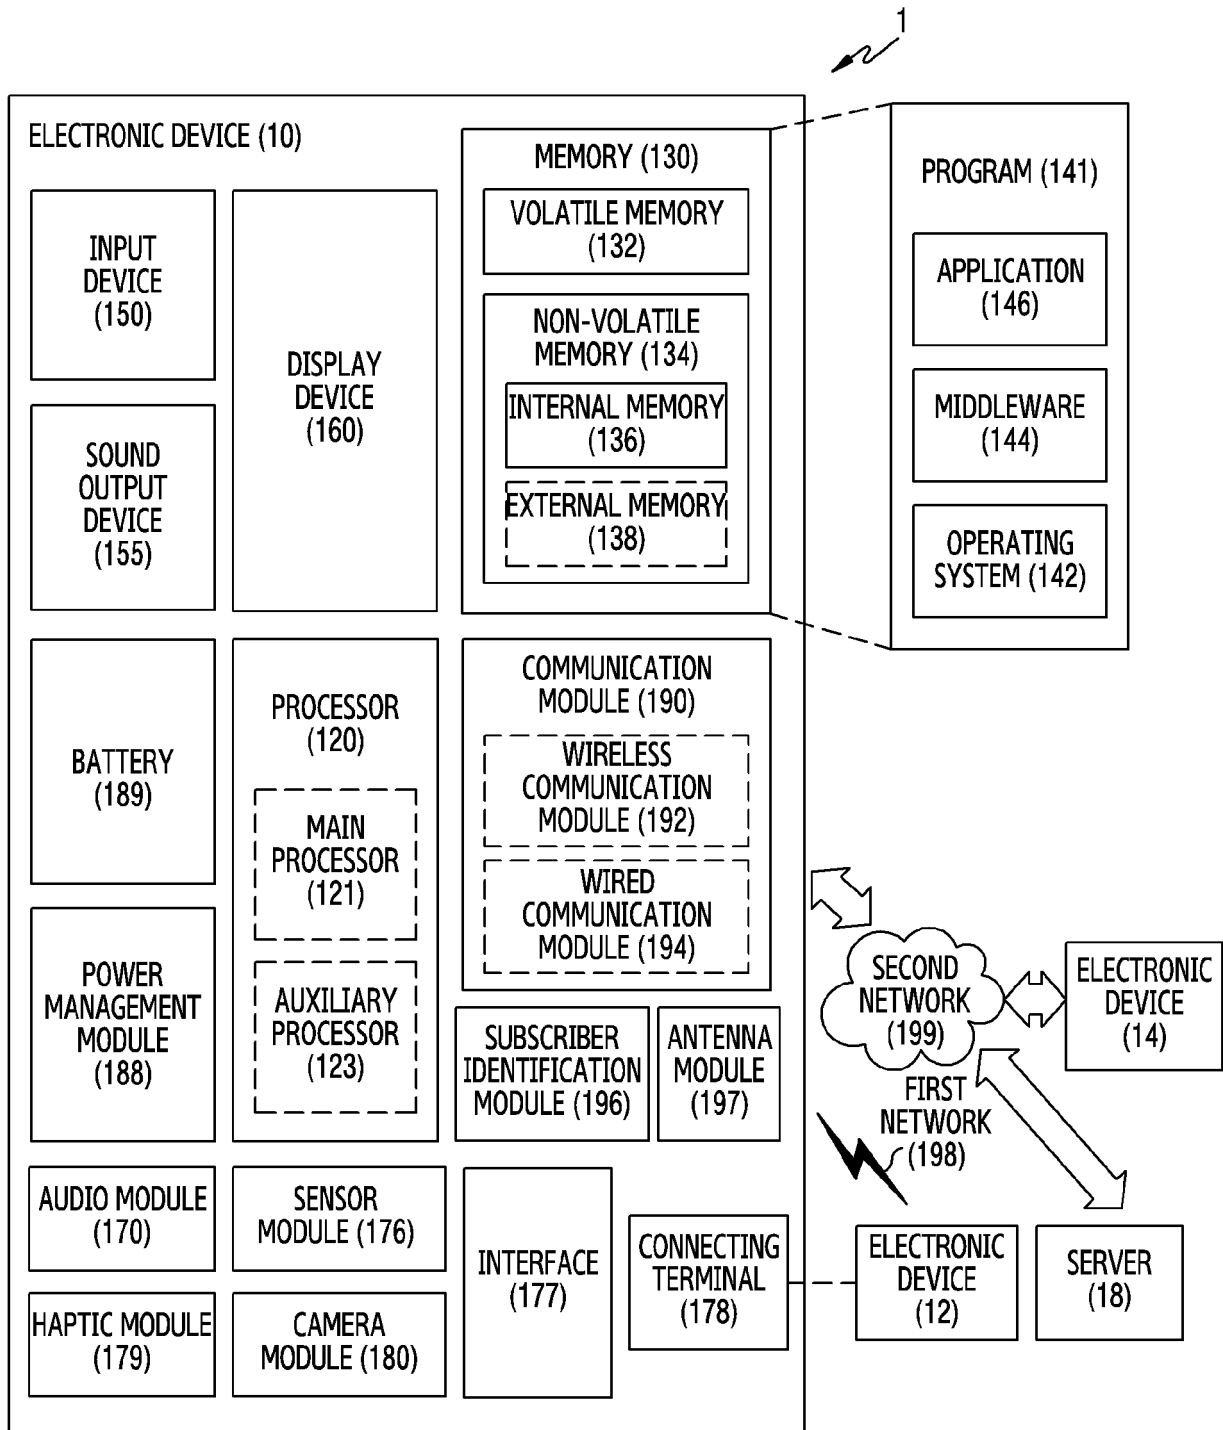 1
ELECTRONIC DEVICE (10)
INPUT
DEVICE
(150)
SOUND
OUTPUT
DEVICE
(155)
DISPLAY
DEVICE
(160)
MEMORY (130)
VOLATILE MEMORY
(132)
NON-VOLATILE
MEMORY (134)
INTERNAL MEMORY
(136)
EXTERNAL MEMORY
(138)
PROGRAM (141)
APPLICATION
(146)
MIDDLEWARE
(144)
OPERATING
SYSTEM (142)
BATTERY
(189)
POWER
MANAGEMENT
MODULE
(188)
PROCESSOR
(120)
MAIN
PROCESSOR
(121)
AUXILIARY
PROCESSOR
(123)
COMMUNICATION
MODULE (190)
WIRELESS
COMMUNICATION
MODULE (192)
WIRED
COMMUNICATION
MODULE (194)
SUBSCRIBER
IDENTIFICATION
MODULE (196)
ANTENNA
MODULE
(197)
SECOND
NETWORK
(199)
ELECTRONIC
DEVICE
(14)
FIRST
NETWORK
(198)
AUDIO MODULE
(170)
SENSOR
MODULE (176)
HAPTIC MODULE
(179)
CAMERA
MODULE (180)
INTERFACE
(177)
CONNECTING
TERMINAL
(178)
ELECTRONIC
DEVICE
(12)
SERVER
(18)